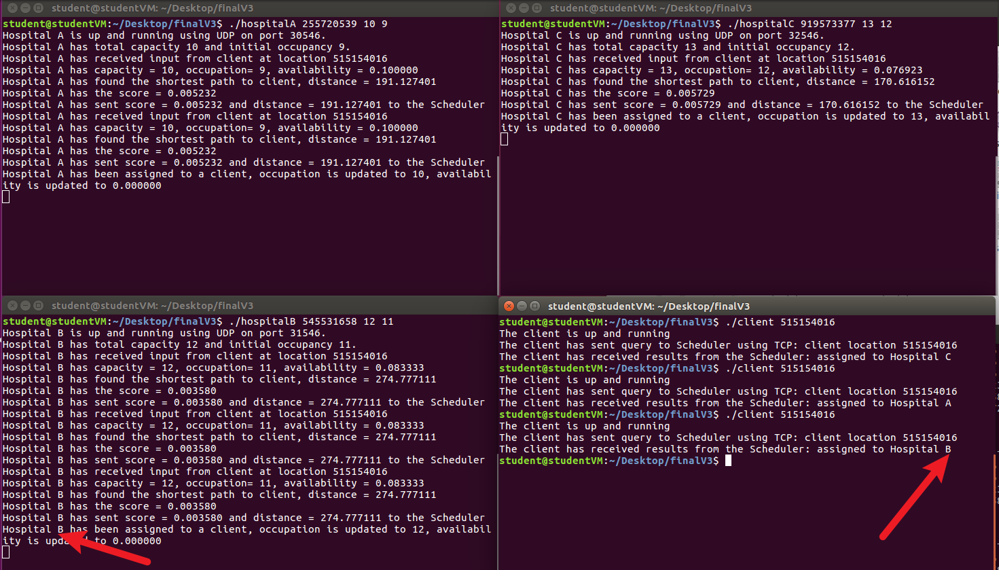 student@studentVM: ~/Desktop/finalV3
student@studentVM:~/Desktop/finalV3$ ./hospitalA 255720539 10 9
Hospital A is up and running using UDP on port 30546.
Hospital A has total capacity 10 and initial occupancy 9.
Hospital A has received input from client at location 515154016
Hospital A has capacity = 10, occupation= 9, availability = 0.100000
Hospital A has found the shortest path to client, distance = 191.127401
Hospital A has the score = 0.005232
Hospital A has sent score = 0.005232 and distance = 191.127401 to the Scheduler
Hospital A has received input from client at location 515154016
Hospital A has capacity = 10, occupation= 9, availability = 0.100000
Hospital A has found the shortest path to client, distance = 191.127401
Hospital A has the score = 0.005232
Hospital A has sent score = 0.005232 and distance = 191.127401 to the Scheduler
Hospital A has been assigned to a client, occupation is updated to 10, availabil
ity is updated to 0.000000
student@studentVM: ~/Desktop/finalV3
student@studentVM:~/Desktop/finalV3$ ./hospitalC 919573377 13 12
Hospital C is up and running using UDP on port 32546.
Hospital C has total capacity 13 and initial occupancy 12.
Hospital C has received input from client at location 515154016
Hospital C has capacity = 13, occupation= 12, availability = 0.076923
Hospital C has found the shortest path to client, distance = 170.616152
Hospital C has the score = 0.005729
Hospital C has sent score = 0.005729 and distance = 170.616152 to the Scheduler
Hospital C has been assigned to a client, occupation is updated to 13, availabil
ity is updated to 0.000000
student@studentVM: ~/Desktop/finalV3
student@studentVM:~/Desktop/finalV3$ ./hospitalB 545531658 12 11
Hospital B is up and running using UDP on port 31546.
Hospital B has total capacity 12 and initial occupancy 11.
Hospital B has received input from client at location 515154016
Hospital B has capacity = 12, occupation= 11, availability = 0.083333
Hospital B has found the shortest path to client, distance = 274.777111
Hospital B has the score = 0.003580
Hospital B has sent score = 0.003580 and distance = 274.777111 to the Scheduler
Hospital B has received input from client at location 515154016
Hospital B has capacity = 12, occupation= 11, availability = 0.083333
Hospital B has found the shortest path to client, distance = 274.777111
Hospital B has the score = 0.003580
Hospital B has sent score = 0.003580 and distance = 274.777111 to the Scheduler
Hospital B has received input from client at location 515154016
Hospital B has capacity = 12, occupation= 11, availability = 0.083333
Hospital B has found the shortest path to client, distance = 274.777111
Hospital B has the score = 0.003580
Hospital B has sent score = 0.003580 and distance = 274.777111 to the Scheduler
Hospital B has been assigned to a client, occupation is updated to 12, availabil
ity is updated to 0.000000
student@studentVM: ~/Desktop/finalV3
student@studentVM:~/Desktop/finalV3$ ./client 515154016
The client is up and running
The client has sent query to Scheduler using TCP: client location 515154016
The client has received results from the Scheduler: assigned to Hospital C
student@studentVM:~/Desktop/finalV3$ ./client 515154016
The client is up and running
The client has sent query to Scheduler using TCP: client location 515154016
The client has received results from the Scheduler: assigned to Hospital A
student@studentVM:~/Desktop/finalV3$ ./client 515154016
The client is up and running
The client has sent query to Scheduler using TCP: client location 515154016
The client has received results from the Scheduler: assigned to Hospital B
student@studentVM:~/Desktop/finalV3$